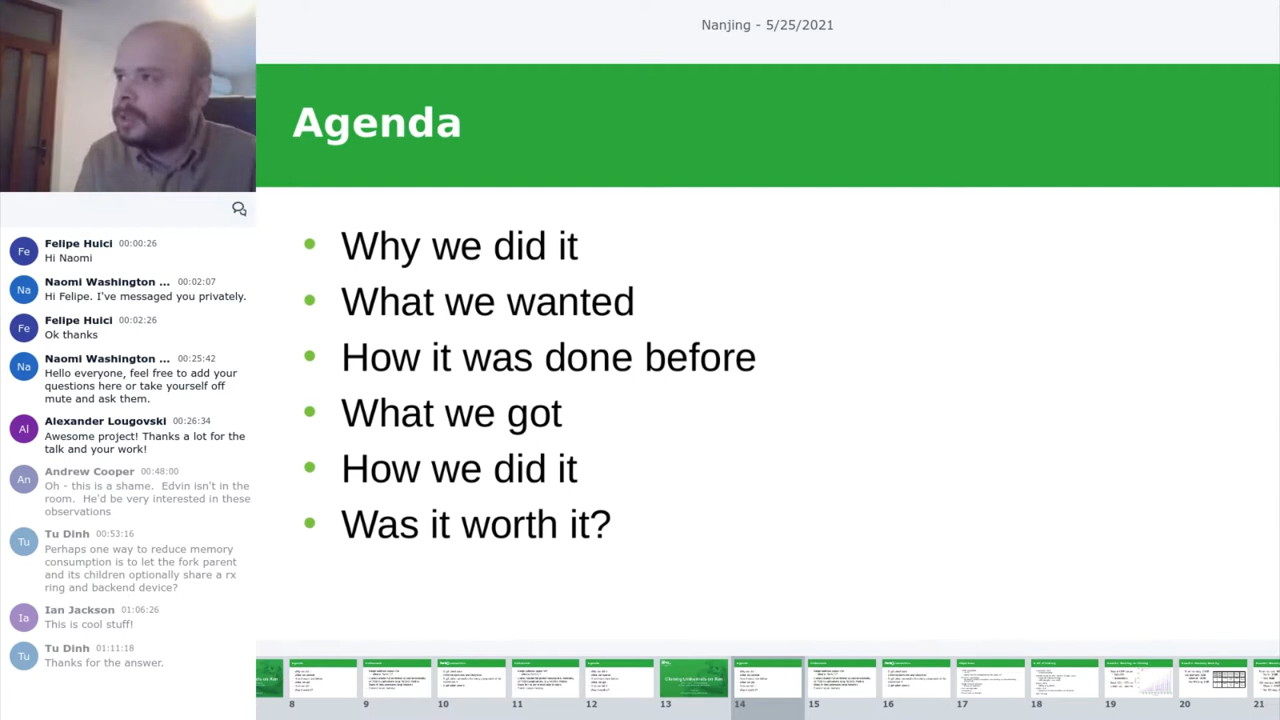 Nanjing - 5/25/2021
Agenda
Why we did it
What we wanted
How it was done before
What we got
How we did it
Was it worth it?
Fe
Felipe Huici 00:00:26
Hi Naomi
Na
Naomi Washington ... 00:02:07
Hi Felipe. I've messaged you privately.
Fe
Felipe Huici 00:02:26
Ok thanks
Na
Naomi Washington ... 00:25:42
Hello everyone, feel free to add your
questions here or take yourself off
mute and ask them.
Al
Alexander Lougovski 00:26:34
Awesome project! Thanks a lot for the
talk and your work!
An
Andrew Cooper 00:48:00
Oh - this is a shame. Edvin isn't in the
room. He'd be very interested in these
observations
Tu
Tu Dinh 00:53:16
Perhaps one way to reduce memory
consumption is to let the fork parent
and its children optionally share a rx
ring and backend device?
Ia
Ian Jackson 01:06:26
This is cool stuff!
Tu
Tu Dinh 01:11:18
Thanks for the answer.
8 9 10 11 12 13 14 15 16 17 18 19 20 21